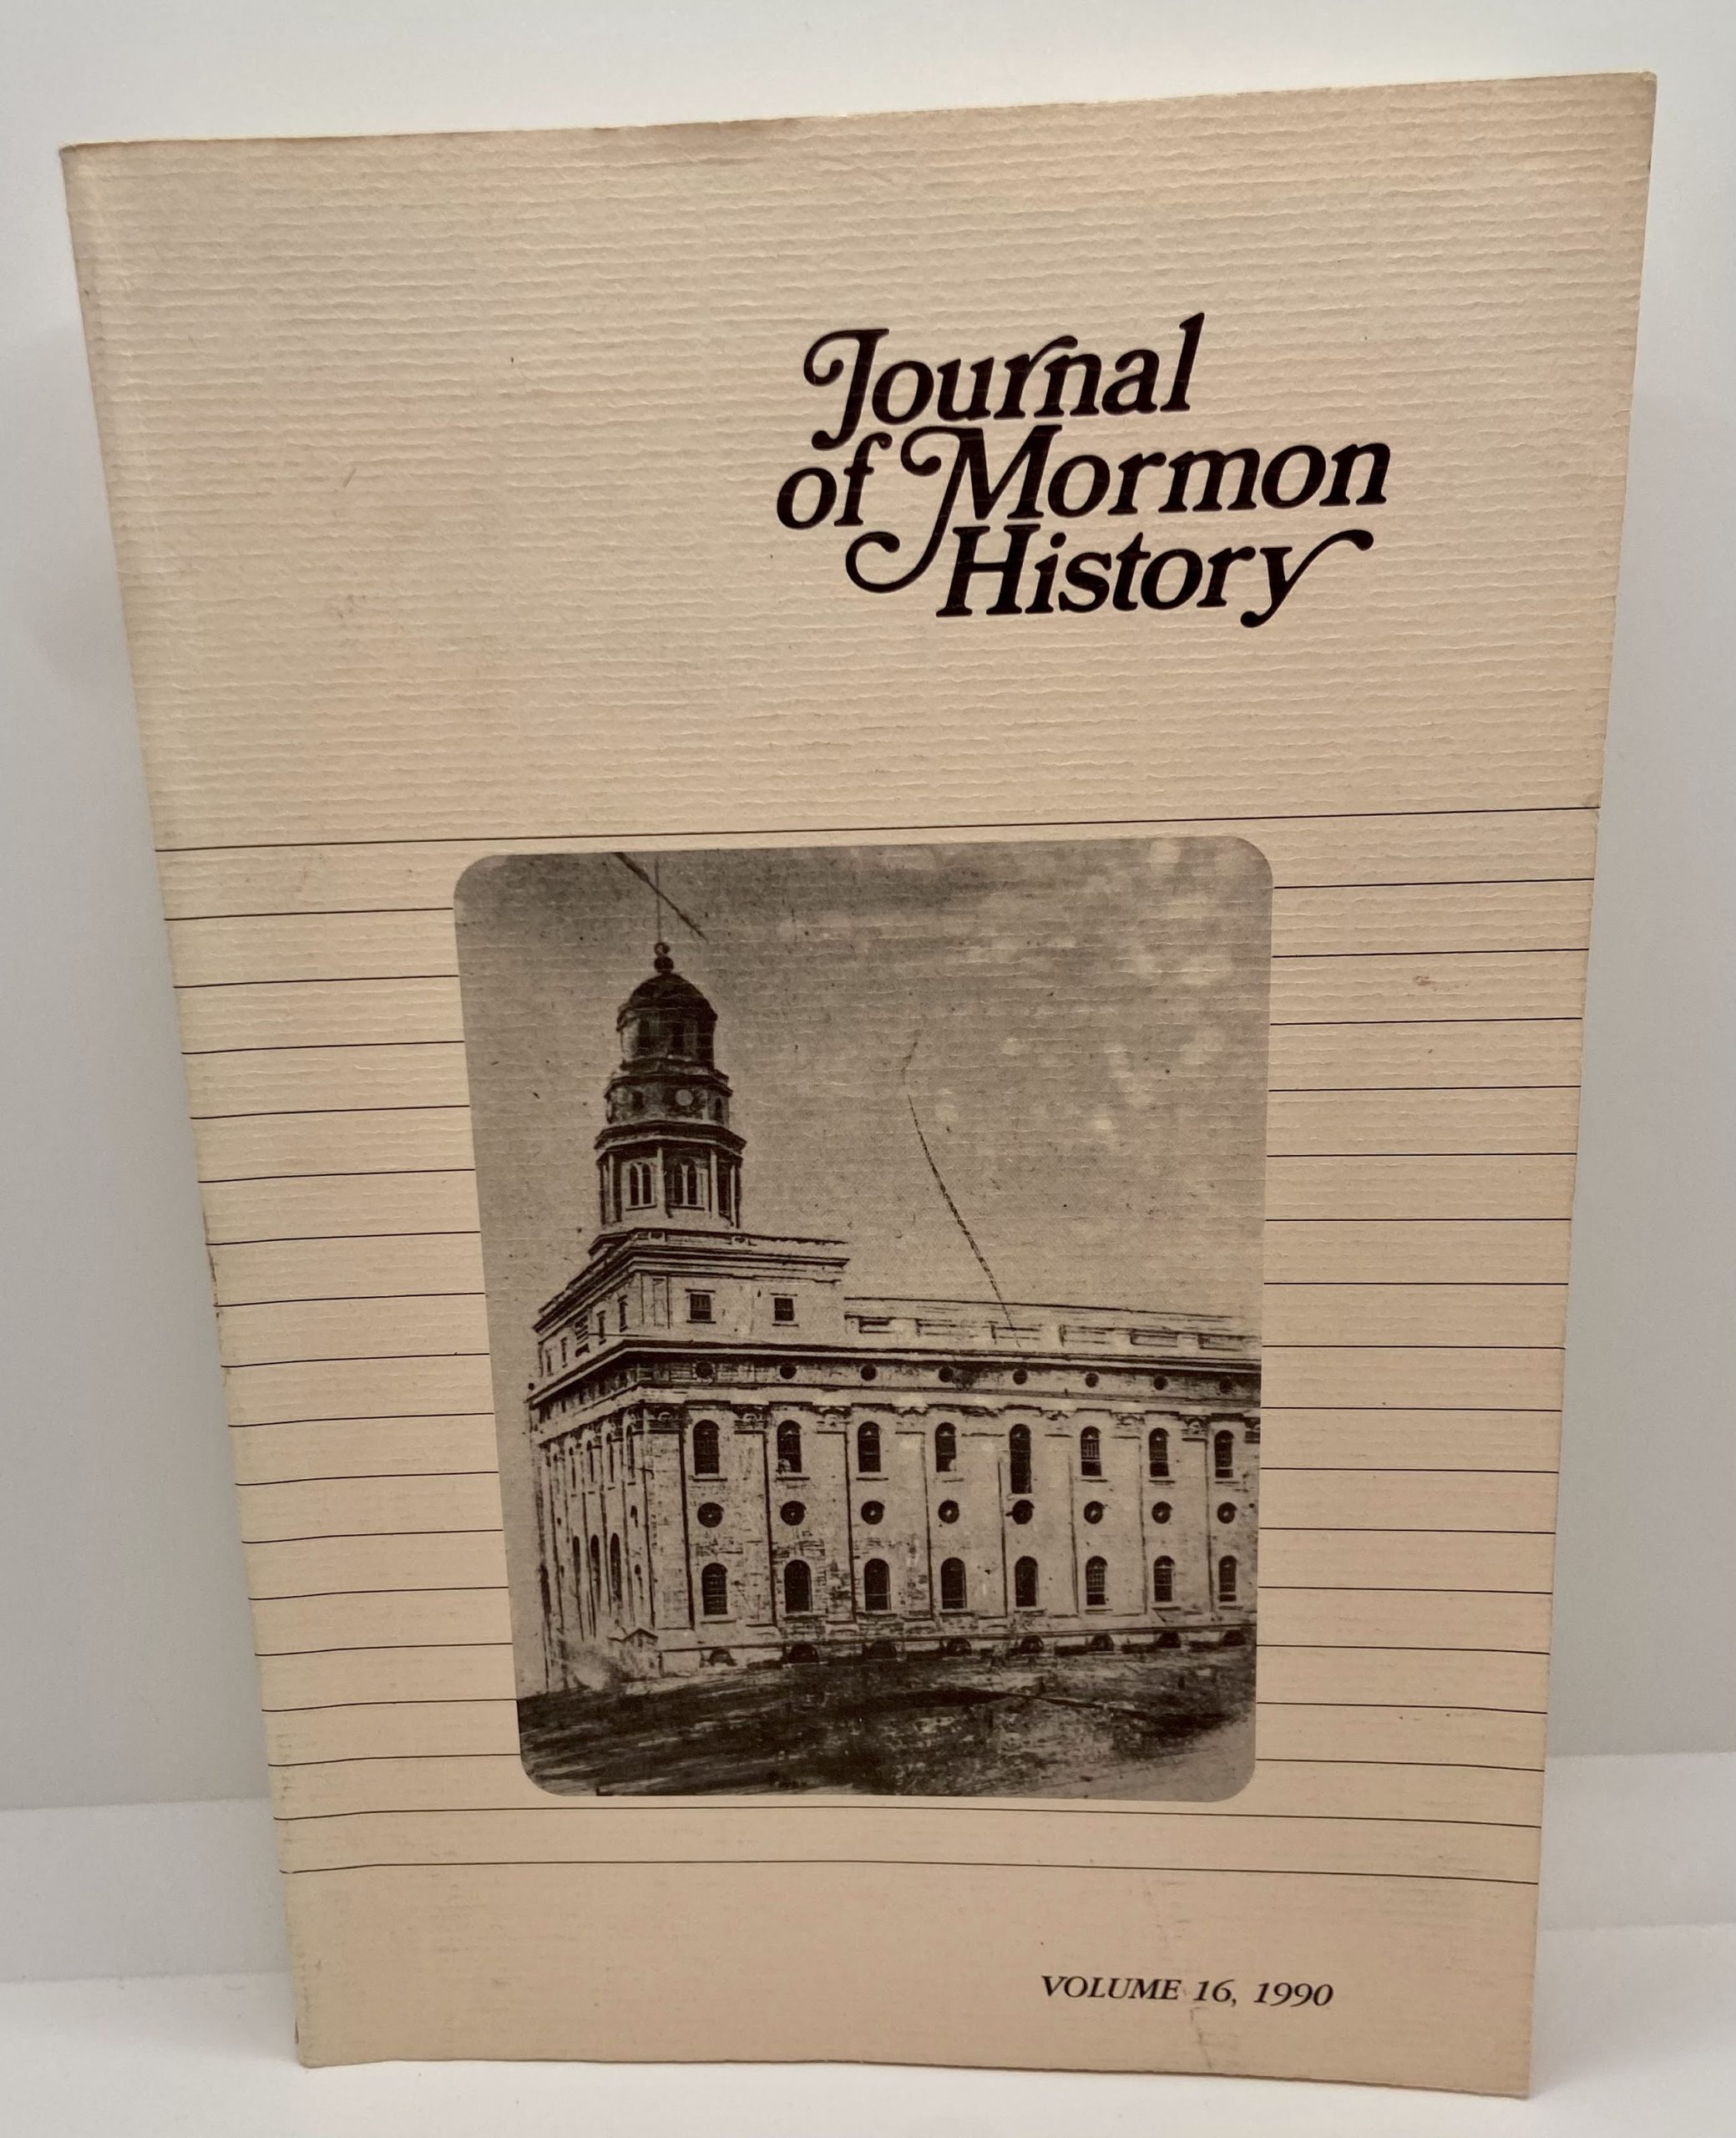 Journal
of Mormon
History
VOLUME 16, 1990